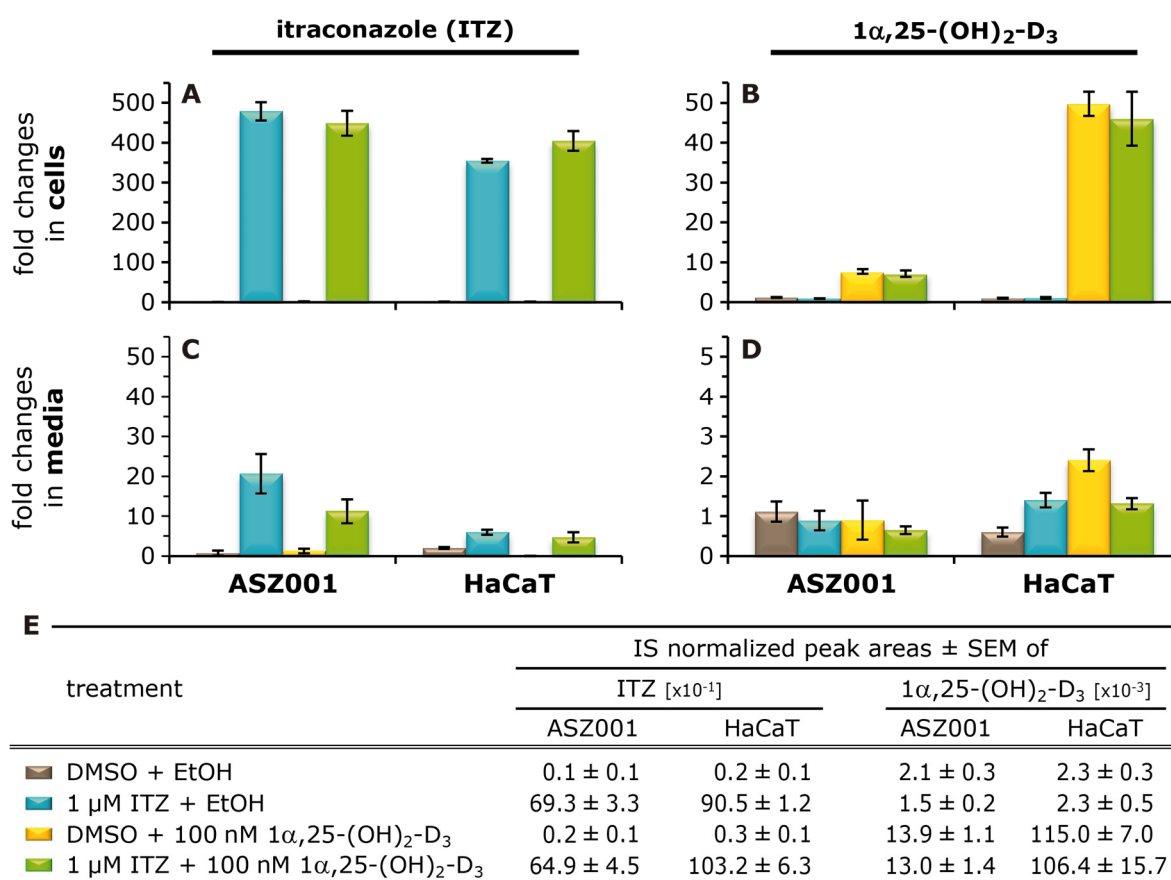 itraconazole (ITZ)
1α,25-(OH)₂-D₃
fold changes
in cells
A
500
400
300
200
100
0
B
50
40
30
20
10
0
fold changes
in media
C
50
40
30
20
10
0
ASZ001 HaCaT
D
5
4
3
2
1
0
ASZ001 HaCaT
E
IS normalized peak areas ± SEM of
treatment ITZ [x10⁻¹] 1α,25-(OH)₂-D₃ [x10⁻³]
ASZ001 HaCaT ASZ001 HaCaT
DMSO + EtOH 0.1 ± 0.1 0.2 ± 0.1 2.1 ± 0.3 2.3 ± 0.3
1 µM ITZ + EtOH 69.3 ± 3.3 90.5 ± 1.2 1.5 ± 0.2 2.3 ± 0.5
DMSO + 100 nM 1α,25-(OH)₂-D₃ 0.2 ± 0.1 0.3 ± 0.1 13.9 ± 1.1 115.0 ± 7.0
1 µM ITZ + 100 nM 1α,25-(OH)₂-D₃ 64.9 ± 4.5 103.2 ± 6.3 13.0 ± 1.4 106.4 ± 15.7